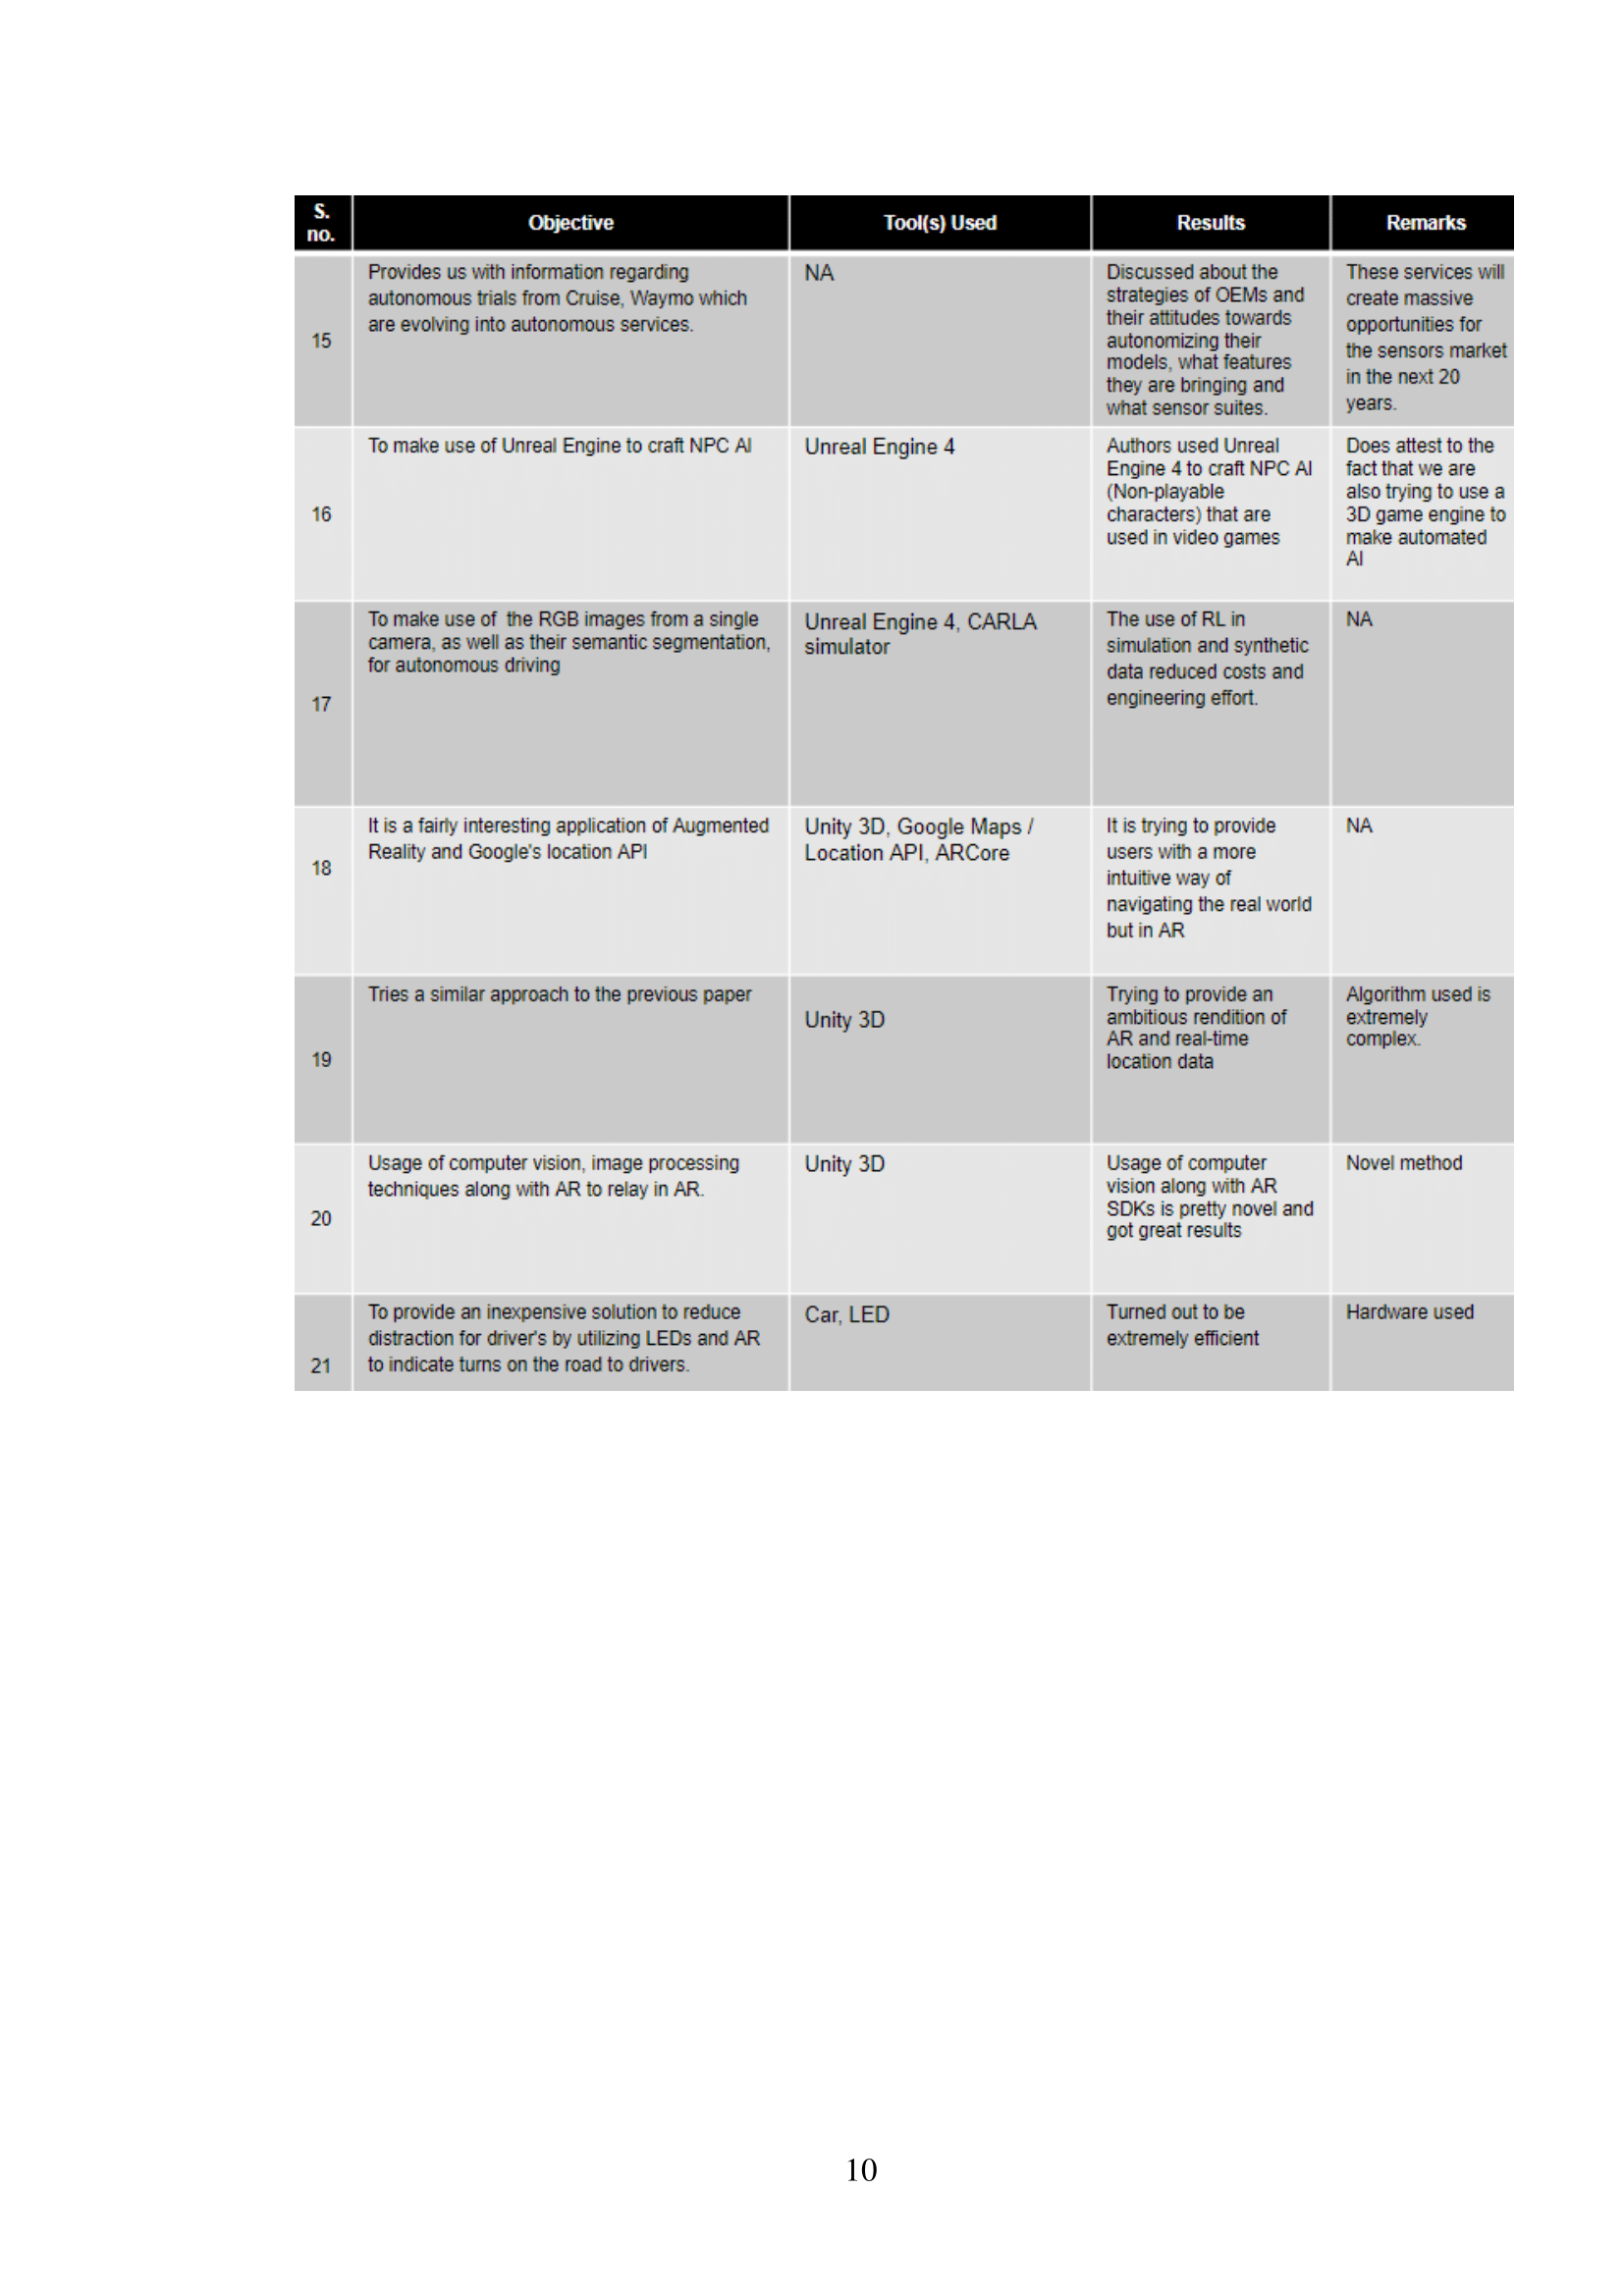 S.
no.
Objective
Tool(s) Used
Results
Remarks
15
Provides us with information regarding
autonomous trials from Cruise, Waymo which
are evolving into autonomous services.
NA
Discussed about the
strategies of OEMs and
their attitudes towards
autonomizing their
models, what features
they are bringing and
what sensor suites.
These services will
create massive
opportunities for
the sensors market
in the next 20
years.
16
To make use of Unreal Engine to craft NPC AI
Unreal Engine 4
Authors used Unreal
Engine 4 to craft NPC AI
(Non-playable
characters) that are
used in video games
Does attest to the
fact that we are
also trying to use a
3D game engine to
make automated
AI
17
To make use of  the RGB images from a single
camera, as well as their semantic segmentation,
for autonomous driving
Unreal Engine 4, CARLA
simulator
The use of RL in
simulation and synthetic
data reduced costs and
engineering effort.
NA
18
It is a fairly interesting application of Augmented
Reality and Google's location API
Unity 3D, Google Maps /
Location API, ARCore
It is trying to provide
users with a more
intuitive way of
navigating the real world
but in AR
NA
19
Tries a similar approach to the previous paper
Unity 3D
Trying to provide an
ambitious rendition of
AR and real-time
location data
Algorithm used is
extremely
complex.
20
Usage of computer vision, image processing
techniques along with AR to relay in AR.
Unity 3D
Usage of computer
vision along with AR
SDKs is pretty novel and
got great results
Novel method
21
To provide an inexpensive solution to reduce
distraction for driver's by utilizing LEDs and AR
to indicate turns on the road to drivers.
Car, LED
Turned out to be
extremely efficient
Hardware used
10